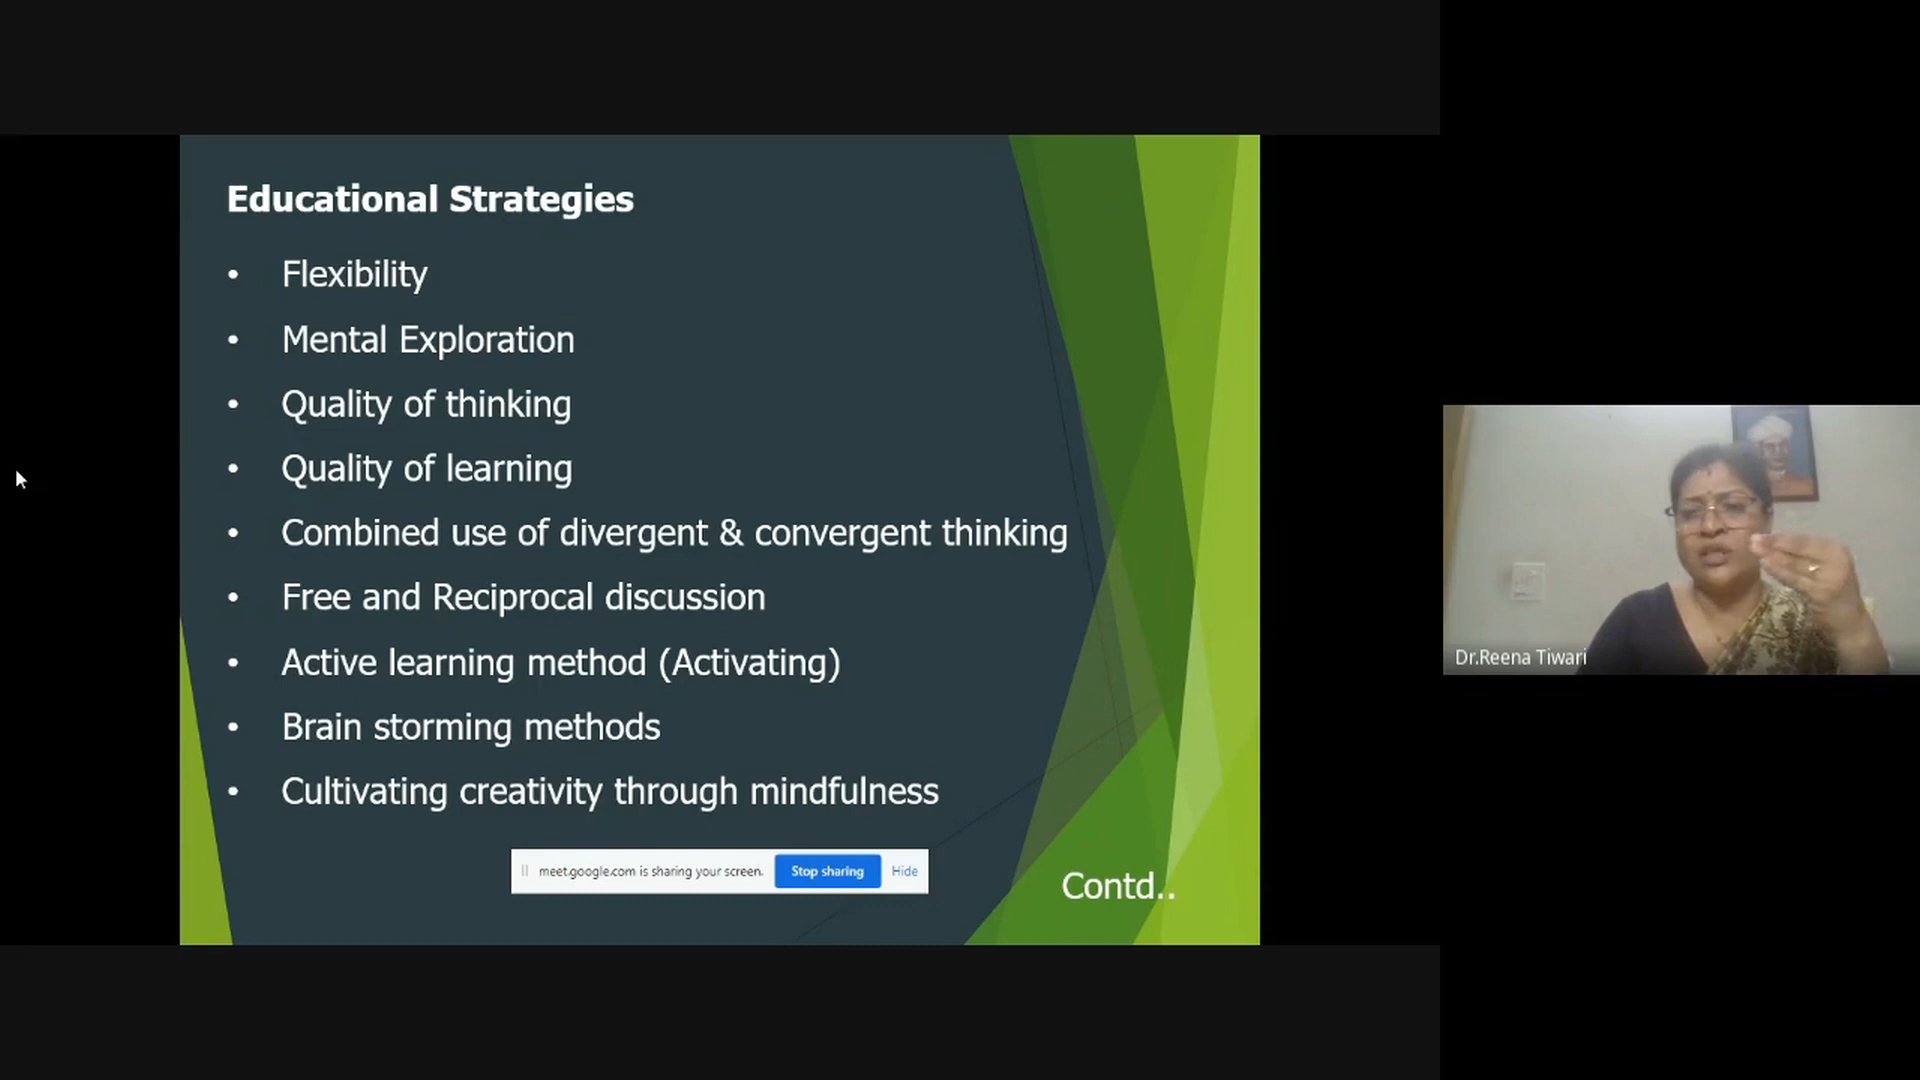 Educational Strategies
• Flexibility
• Mental Exploration
• Quality of thinking
• Quality of learning
• Combined use of divergent & convergent thinking
• Free and Reciprocal discussion
• Active learning method (Activating)
• Brain storming methods
• Cultivating creativity through mindfulness
meet.google.com is sharing your screen. Stop sharing Hide
Contd..
Dr.Reena Tiwari